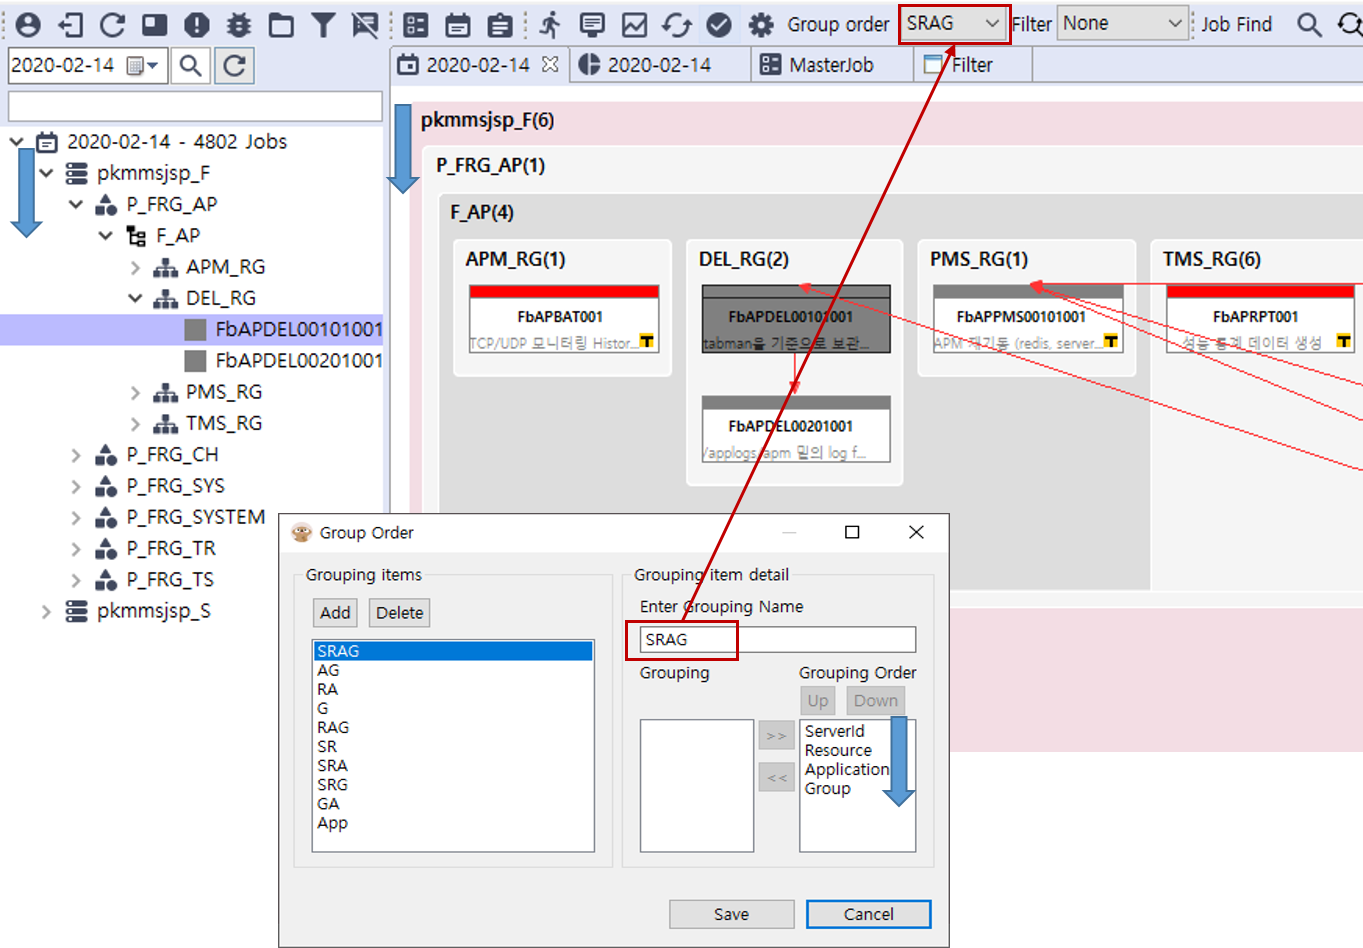 Group order SRAG Filter None Job Find
2020-02-14
2020-02-14 2020-02-14 MasterJob Filter
2020-02-14 - 4802 Jobs
pkmmsjsp_F
P_FRG_AP
F_AP
APM_RG
DEL_RG
FbAPDEL00101001
FbAPDEL00201001
PMS_RG
TMS_RG
P_FRG_CH
P_FRG_SYS
P_FRG_SYSTEM
P_FRG_TR
P_FRG_TS
pkmmsjsp_S
pkmmsjsp_F(6)
P_FRG_AP(1)
F_AP(4)
APM_RG(1)
FbAPBAT001
TCP/UDP 모니터링 Histor...
T
DEL_RG(2)
FbAPDEL00101001
tabman을 기준으로 보관...
FbAPDEL00201001
/applogs/apm 밑의 log f...
PMS_RG(1)
FbAPPMS00101001
APM 재기동 (redis, server...
T
TMS_RG(6)
FbAPRPT001
성능 통계 데이터 생성
T
Group Order
Grouping items
Add Delete
SRAG
AG
RA
G
RAG
SR
SRA
SRG
GA
App
Grouping item detail
Enter Grouping Name
SRAG
Grouping Grouping Order
Up Down
>>
<<
ServerId
Resource
Application
Group
Save Cancel